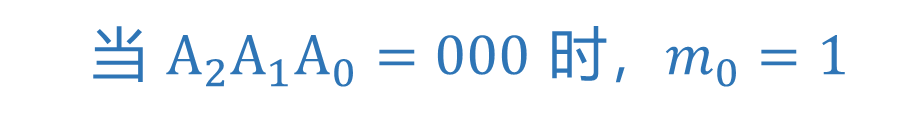 当 A₂A₁A₀ = 000 时，m₀ = 1